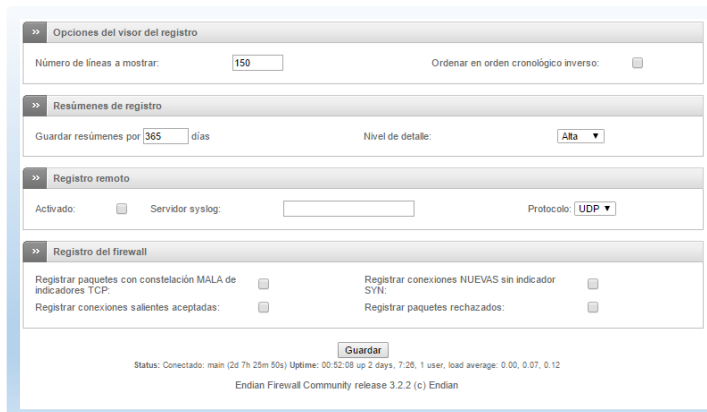 >> Opciones del visor del registro
Número de líneas a mostrar: 150 Ordenar en orden cronológico inverso:
>> Resúmenes de registro
Guardar resúmenes por 365 días Nivel de detalle: Alta ▼
>> Registro remoto
Activado: Servidor syslog: Protocolo: UDP ▼
>> Registro del firewall
Registrar paquetes con constelación MALA de
indicadores TCP:
Registrar conexiones NUEVAS sin indicador
SYN:
Registrar conexiones salientes aceptadas:
Registrar paquetes rechazados:
Guardar
Status: Conectado: main (2d 7h 25m 50s) Uptime: 00:52:08 up 2 days, 7:26, 1 user, load average: 0.00, 0.07, 0.12
Endian Firewall Community release 3.2.2 (c) Endian